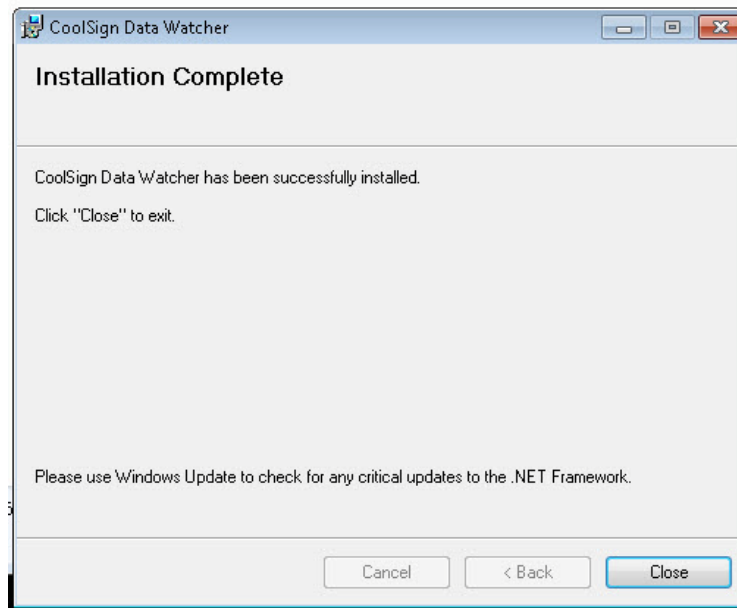 CoolSign Data Watcher
Installation Complete
CoolSign Data Watcher has been successfully installed.
Click "Close" to exit.
Please use Windows Update to check for any critical updates to the .NET Framework.
Cancel
< Back
Close